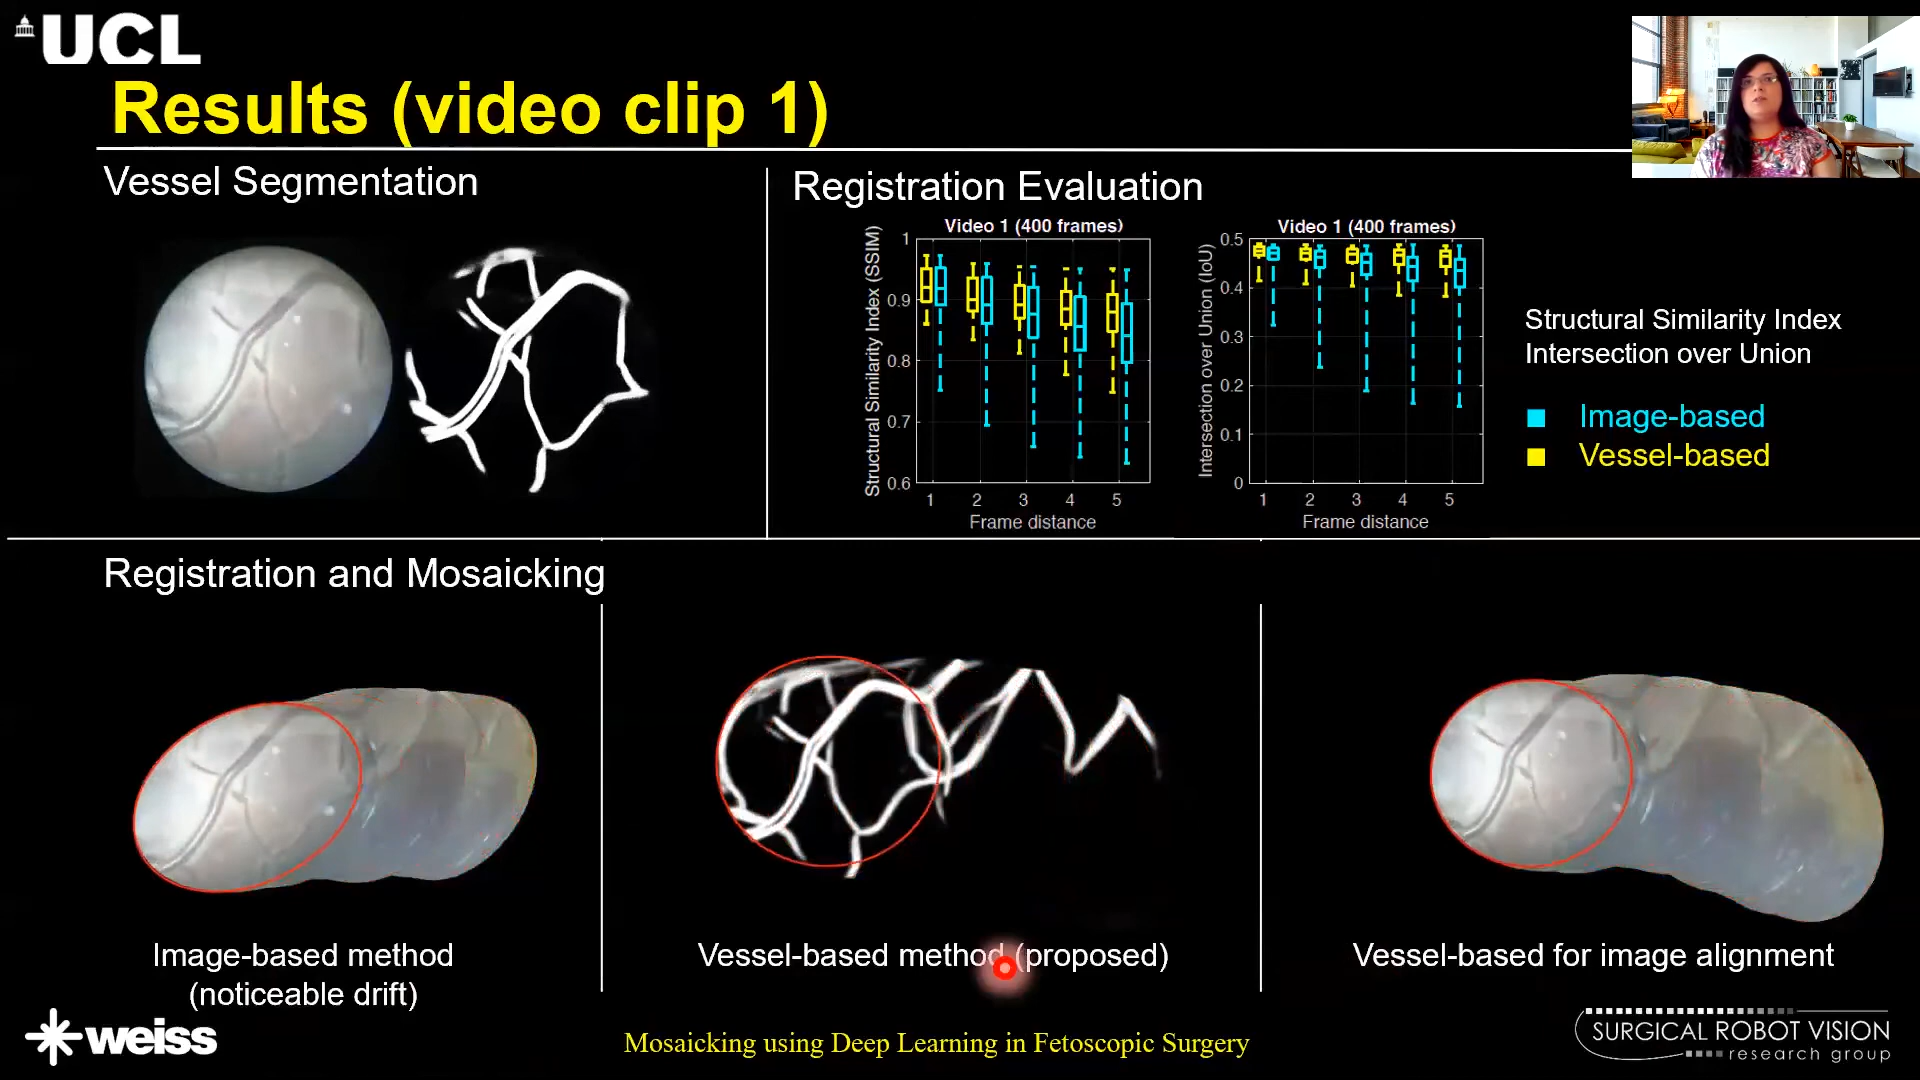 UCL
Results (video clip 1)
Vessel Segmentation
Registration Evaluation
Video 1 (400 frames)
Structural Similarity Index (SSIM)
1
0.9
0.8
0.7
0.6
1 2 3 4 5
Frame distance
Video 1 (400 frames)
Intersection over Union (IoU)
0.5
0.4
0.3
0.2
0.1
0
1 2 3 4 5
Frame distance
Structural Similarity Index
Intersection over Union
Image-based
Vessel-based
Registration and Mosaicking
Image-based method
(noticeable drift)
Vessel-based method (proposed)
Vessel-based for image alignment
weiss
Mosaicking using Deep Learning in Fetoscopic Surgery
SURGICAL ROBOT VISION
research group